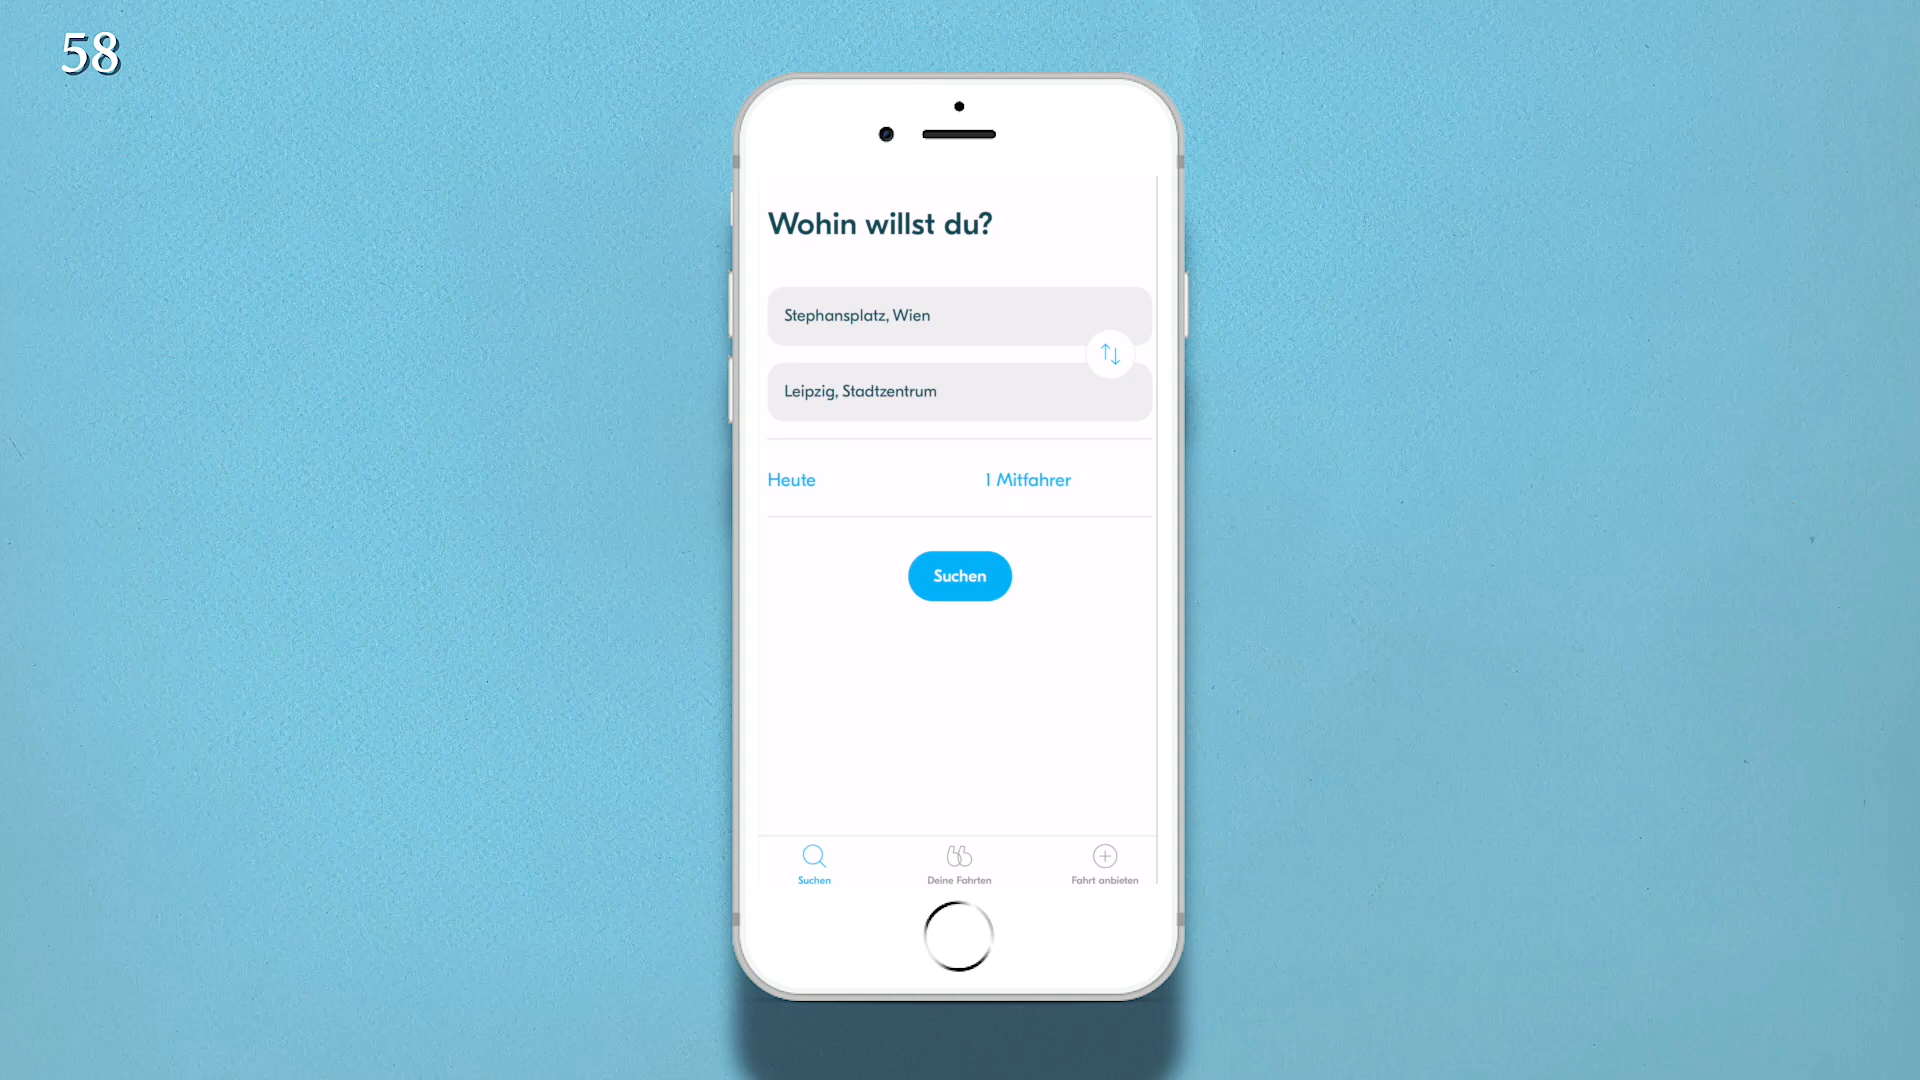 58
Wohin willst du?
Stephansplatz, Wien
Leipzig, Stadtzentrum
Heute
1 Mitfahrer
Suchen
Suchen
Deine Fahrten
Fahrt anbieten